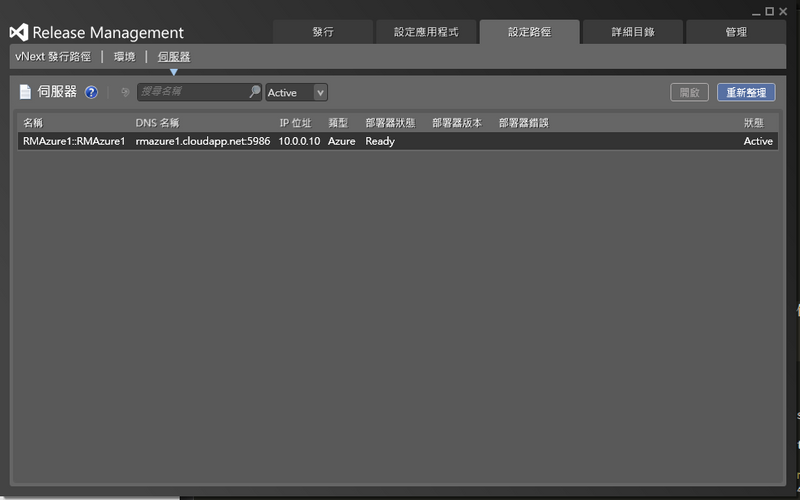 Release Management
發行 設定應用程式 設定路徑 詳細目錄 管理
vNext 發行路徑 | 環境 | 伺服器
伺服器 ? 搜尋名稱 Active 開啟 重新整理
名稱 DNS 名稱 IP 位址 類型 部署器狀態 部署器版本 部署器錯誤 狀態
RMAzure1::RMAzure1 rmazure1.cloudapp.net:5986 10.0.0.10 Azure Ready Active